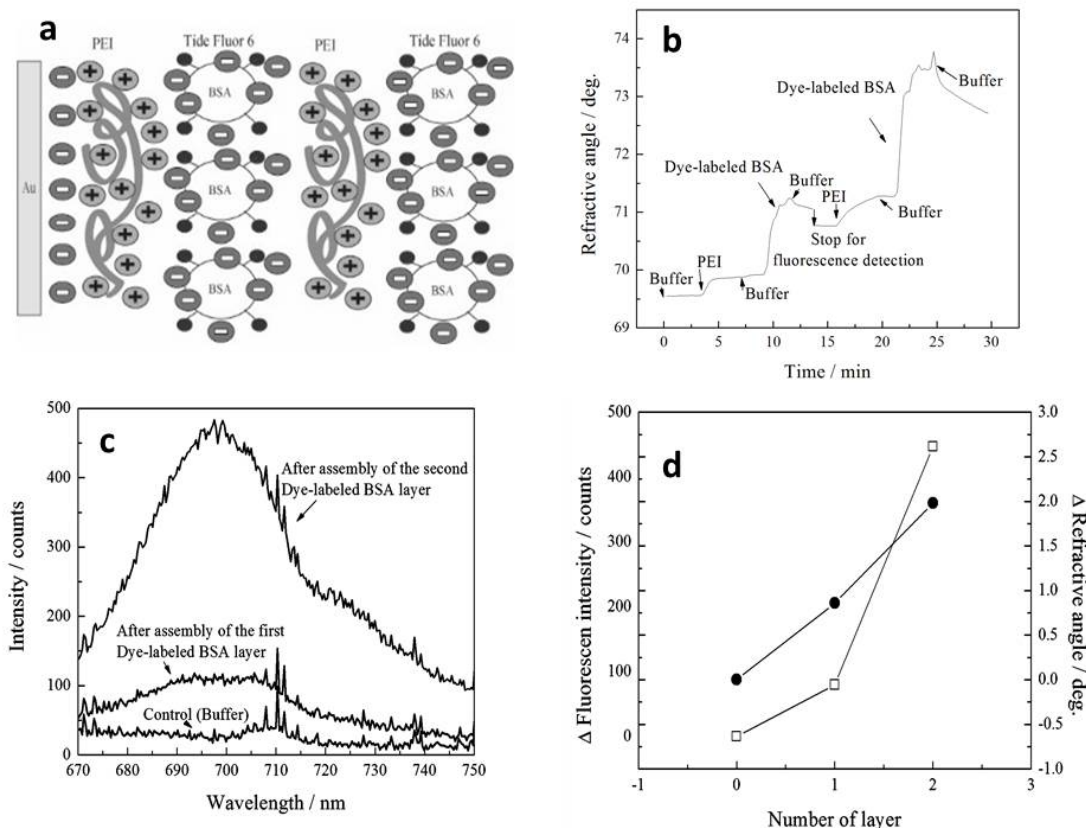 a
PEI
Tide Fluor 6
PEI
Tide Fluor 6
Au
BSA
BSA
BSA
BSA
BSA
BSA
b
Refractive angle / deg.
74
73
72
71
70
69
0
5
10
15
20
25
30
Time / min
Buffer
PEI
Buffer
Dye-labeled BSA
Buffer
PEI
Stop for
fluorescence detection
Buffer
Dye-labeled BSA
Buffer
c
Intensity / counts
500
400
300
200
100
0
670
680
690
700
710
720
730
740
750
Wavelength / nm
After assembly of the second
Dye-labeled BSA layer
After assembly of the first
Dye-labeled BSA layer
Control (Buffer)
d
Δ Fluorescen intensity / counts
500
400
300
200
100
0
-1
0
1
2
3
Number of layer
3.0
2.5
2.0
1.5
1.0
0.5
0.0
-0.5
-1.0
Δ Refractive angle / deg.